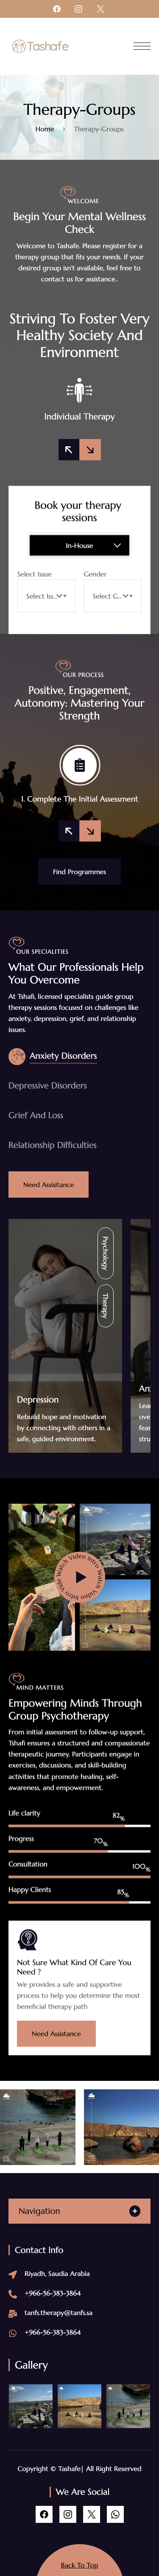 Tashafe
Therapy-Groups
Home > Therapy-Groups
WELCOME
Begin Your Mental Wellness
Check
Welcome to Tashafe. Please register for a
therapy group that fits your needs. If your
desired group isn't available, feel free to
contact us for assistance..
Striving To Foster Very
Healthy Society And
Environment
Individual Therapy
Book your therapy
sessions
In-House
Select Issue Gender
Select Iss... Select G...
OUR PROCESS
Positive, Engagement,
Autonomy: Mastering Your
Strength
1. Complete The Initial Assessment
Find Programmes
OUR SPECIALITIES
What Our Professionals Help
You Overcome
At Tshafi, licensed specialists guide group
therapy sessions focused on challenges like
anxiety, depression, grief, and relationship
issues.
Anxiety Disorders
Depressive Disorders
Grief And Loss
Relationship Difficulties
Need Assisitance
Psychology
Therapy
Depression
Rebuild hope and motivation
by connecting with others in a
safe, guided environment.
An
Lear
over
fear
stru
Watch Video Intro
MIND MATTERS
Empowering Minds Through
Group Psychotherapy
From initial assessment to follow-up support,
Tshafi ensures a structured and compassionate
therapeutic journey. Participants engage in
exercises, discussions, and skill-building
activities that promote healing, self-
awareness, and empowerment.
Life clarity 82%
Progress 70%
Consultation 100%
Happy Clients 85%
Not Sure What Kind Of Care You
Need ?
We provides a safe and supportive
process to help you determine the most
beneficial therapy path
Need Assistance
Navigation
Contact Info
Riyadh, Saudia Arabia
+966-56-383-3864
tanfs.therapy@tanfs.sa
+966-56-383-3864
Gallery
Copyright © Tashafe| All Right Reserved
We Are Social
Back To Top